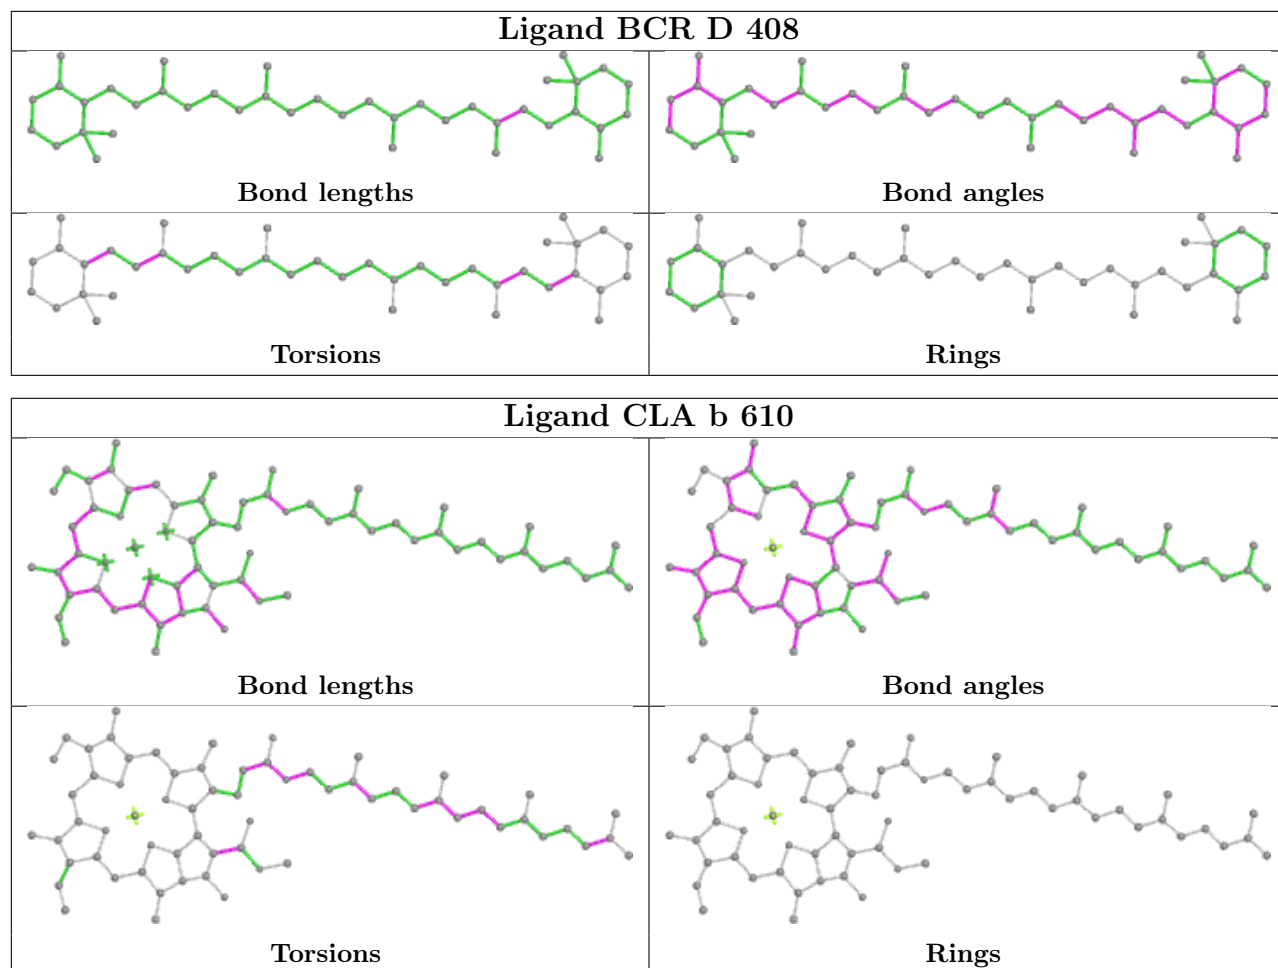 Ligand BCR D 408
Bond lengths
Bond angles
Torsions
Rings
Ligand CLA b 610
Bond lengths
Bond angles
Torsions
Rings